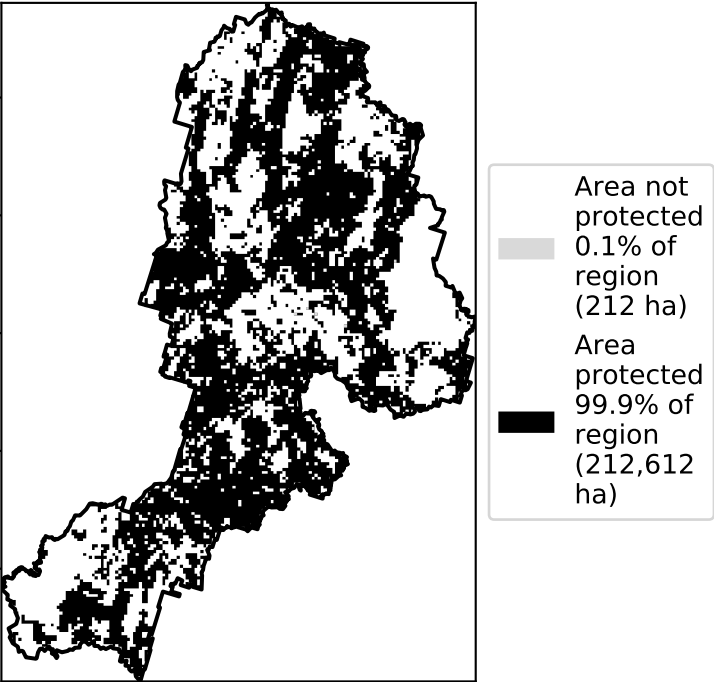 Area not
protected
0.1% of
region
(212 ha)
Area
protected
99.9% of
region
(212,612
ha)